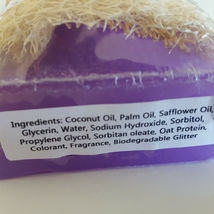 Ingredients: Coconut Oil, Palm Oil, Safflower Oil,
Glycerin, Water, Sodium Hydroxide, Sorbitol,
Propylene Glycol, Sorbitan oleate, Oat Protein,
Colorant, Fragrance, Biodegradable Glitter